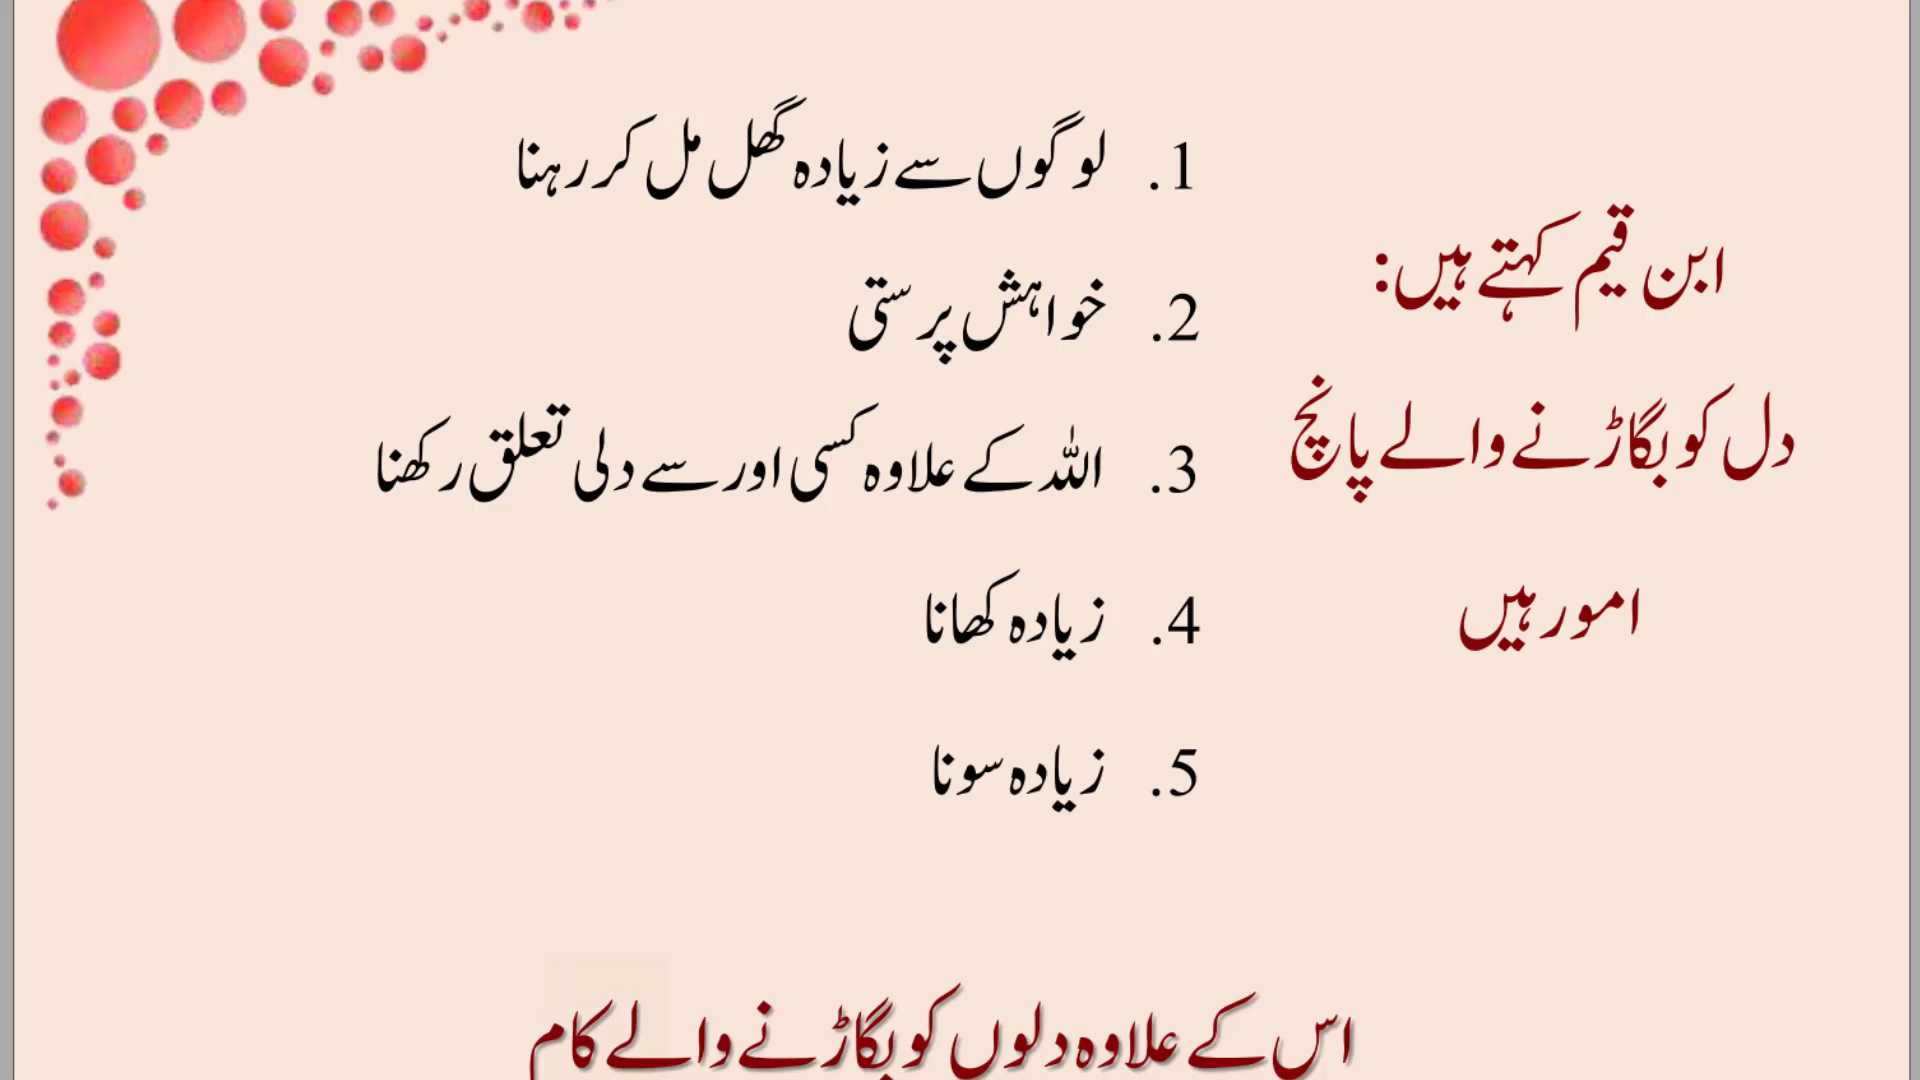 ابن قیم کہتے ہیں:
دل کو بگاڑنے والے پانچ
امور ہیں
1. لوگوں سے زیادہ گھل مل کر رہنا
2. خواہش پرستی
3. اللہ کے علاوہ کسی اور سے دلی تعلق رکھنا
4. زیادہ کھانا
5. زیادہ سونا
اس کے علاوہ دلوں کو بگاڑنے والے کام